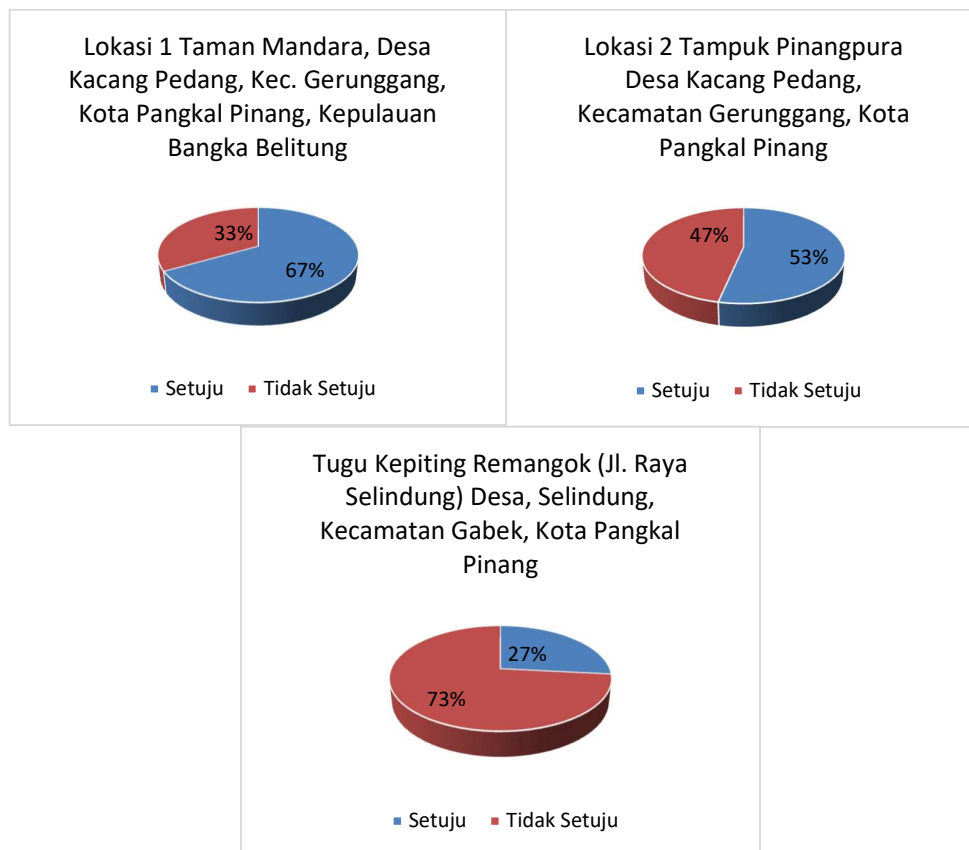 Lokasi 1 Taman Mandara, Desa
Kacang Pedang, Kec. Gerunggang,
Kota Pangkal Pinang, Kepulauan
Bangka Belitung
33%
67%
Setuju Tidak Setuju
Lokasi 2 Tampuk Pinangpura
Desa Kacang Pedang,
Kecamatan Gerunggang, Kota
Pangkal Pinang
47%
53%
Setuju Tidak Setuju
Tugu Kepiting Remangok (Jl. Raya
Selindung) Desa, Selindung,
Kecamatan Gabek, Kota Pangkal
Pinang
27%
73%
Setuju Tidak Setuju